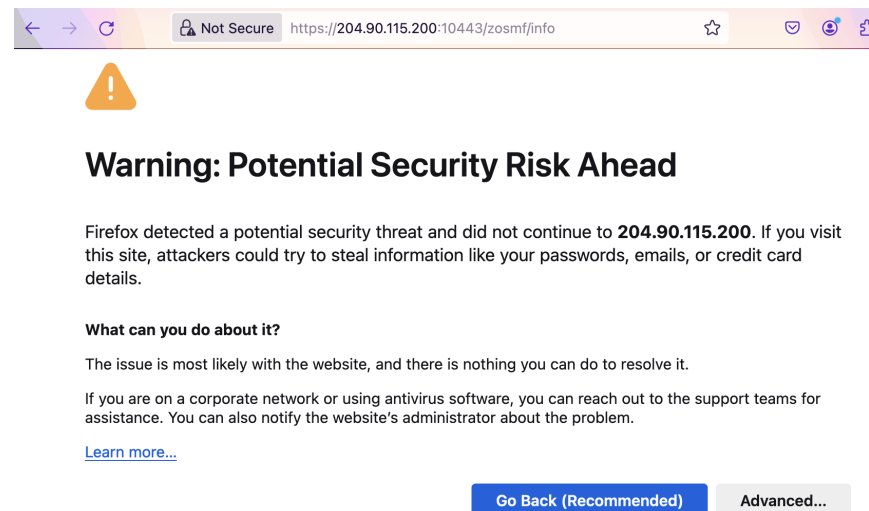 Not Secure https://204.90.115.200:10443/zosmf/info
Warning: Potential Security Risk Ahead
Firefox detected a potential security threat and did not continue to 204.90.115.200. If you visit
this site, attackers could try to steal information like your passwords, emails, or credit card
details.
What can you do about it?
The issue is most likely with the website, and there is nothing you can do to resolve it.
If you are on a corporate network or using antivirus software, you can reach out to the support teams for
assistance. You can also notify the website’s administrator about the problem.
Learn more...
Go Back (Recommended) Advanced...